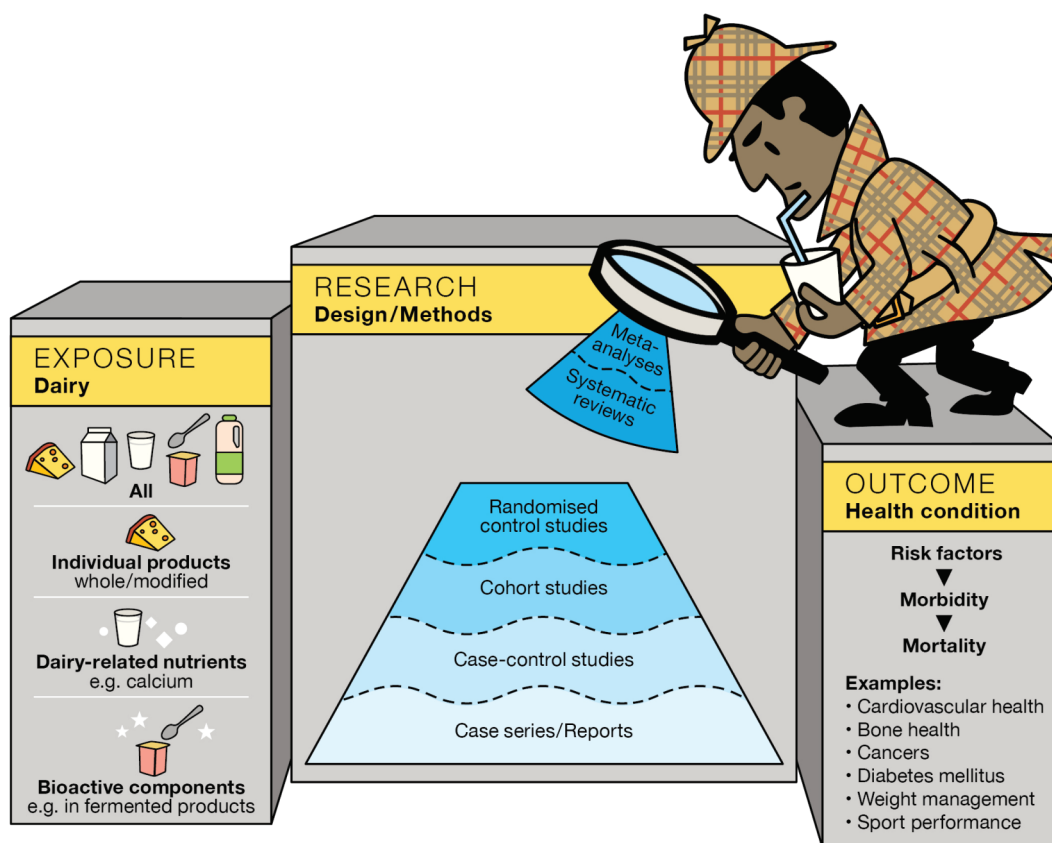 EXPOSURE
Dairy
All
Individual products
whole/modified
Dairy-related nutrients
e.g. calcium
Bioactive components
e.g. in fermented products
RESEARCH
Design/Methods
Meta-
analyses
Systematic
reviews
Randomised
control studies
Cohort studies
Case-control studies
Case series/Reports
OUTCOME
Health condition
Risk factors
Morbidity
Mortality
Examples:
• Cardiovascular health
• Bone health
• Cancers
• Diabetes mellitus
• Weight management
• Sport performance